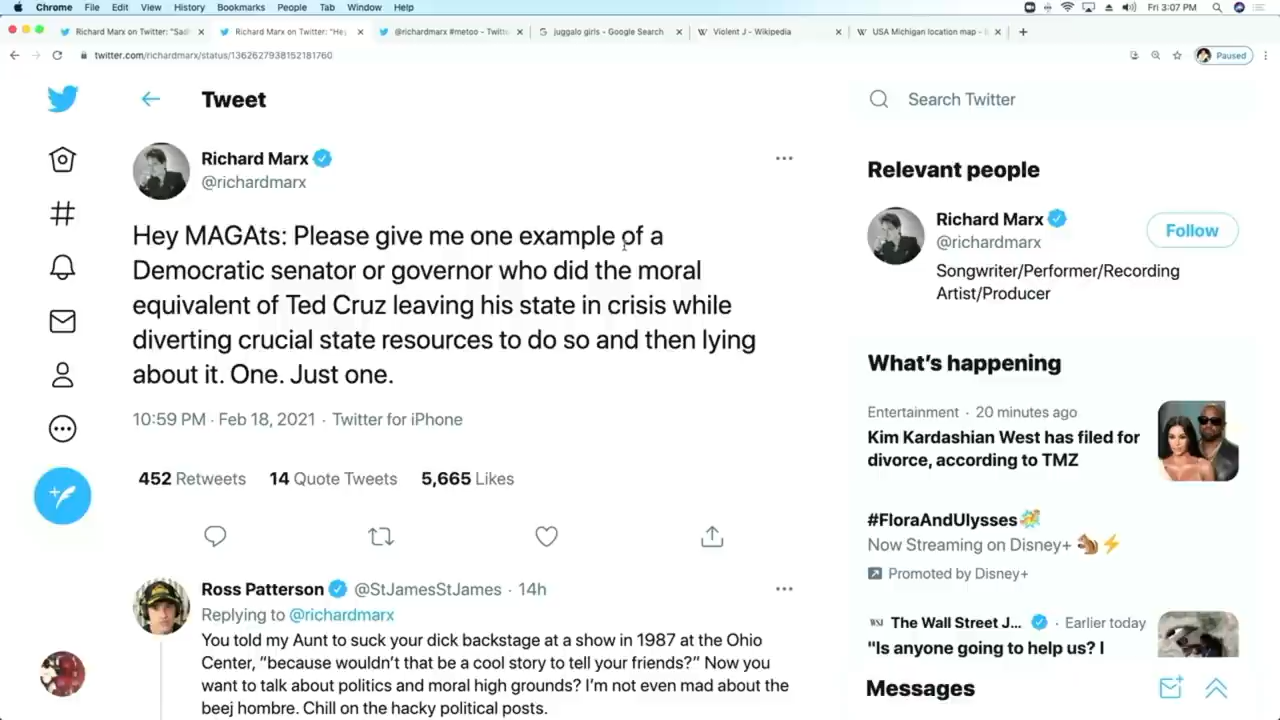 Chrome File Edit View History Bookmarks People Tab Window Help
Fri 3:07 PM
Richard Marx on Twitter: "Sad
Richard Marx on Twitter: "He
@richardmarx #metoo - Twitt
juggalo girls - Google Search
Violent J - Wikipedia
USA Michigan location map -
twitter.com/richardmarx/status/1362627938152181760
Paused
Tweet
Search Twitter
Richard Marx
@richardmarx
Hey MAGAts: Please give me one example of a
Democratic senator or governor who did the moral
equivalent of Ted Cruz leaving his state in crisis while
diverting crucial state resources to do so and then lying
about it. One. Just one.
10:59 PM · Feb 18, 2021 · Twitter for iPhone
452 Retweets 14 Quote Tweets 5,665 Likes
Ross Patterson @StJamesStJames · 14h
Replying to @richardmarx
You told my Aunt to suck your dick backstage at a show in 1987 at the Ohio
Center, "because wouldn't that be a cool story to tell your friends?" Now you
want to talk about politics and moral high grounds? I'm not even mad about the
beej hombre. Chill on the hacky political posts.
Relevant people
Richard Marx
@richardmarx
Follow
Songwriter/Performer/Recording
Artist/Producer
What's happening
Entertainment · 20 minutes ago
Kim Kardashian West has filed for
divorce, according to TMZ
#FloraAndUlysses
Now Streaming on Disney+
Promoted by Disney+
WSJ The Wall Street J... · Earlier today
"Is anyone going to help us? I
Messages